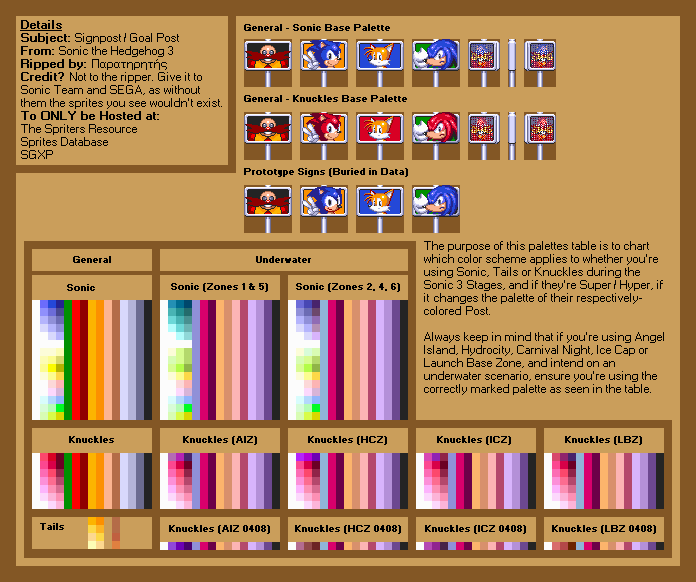 Details
Subject: Signpost/ Goal Post
From: Sonic the Hedgehog 3
Ripped by: Παρατηρητής
Credit? Not to the ripper. Give it to
Sonic Team and SEGA, as without
them the sprites you see wouldn't exist.
To ONLY be Hosted at:
The Spriters Resource
Sprites Database
SGXP
General - Sonic Base Palette
General - Knuckles Base Palette
Prototype Signs (Buried in Data)
The purpose of this palettes table is to chart
which color scheme applies to whether you're
using Sonic, Tails or Knuckles during the
Sonic 3 Stages, and if they're Super/ Hyper, if
it changes the palette of their respectively-
colored Post.
Always keep in mind that if you're using Angel
Island, Hydrocity, Carnival Night, Ice Cap or
Launch Base Zone, and intend on an
underwater scenario, ensure you're using the
correctly marked palette as seen in the table.
General
Underwater
Sonic
Sonic (Zones 1 & 5)
Sonic (Zones 2, 4, 6)
Knuckles
Knuckles (AIZ)
Knuckles (HCZ)
Knuckles (ICZ)
Knuckles (LBZ)
Tails
Knuckles (AIZ 0408)
Knuckles (HCZ 0408)
Knuckles (ICZ 0408)
Knuckles (LBZ 0408)